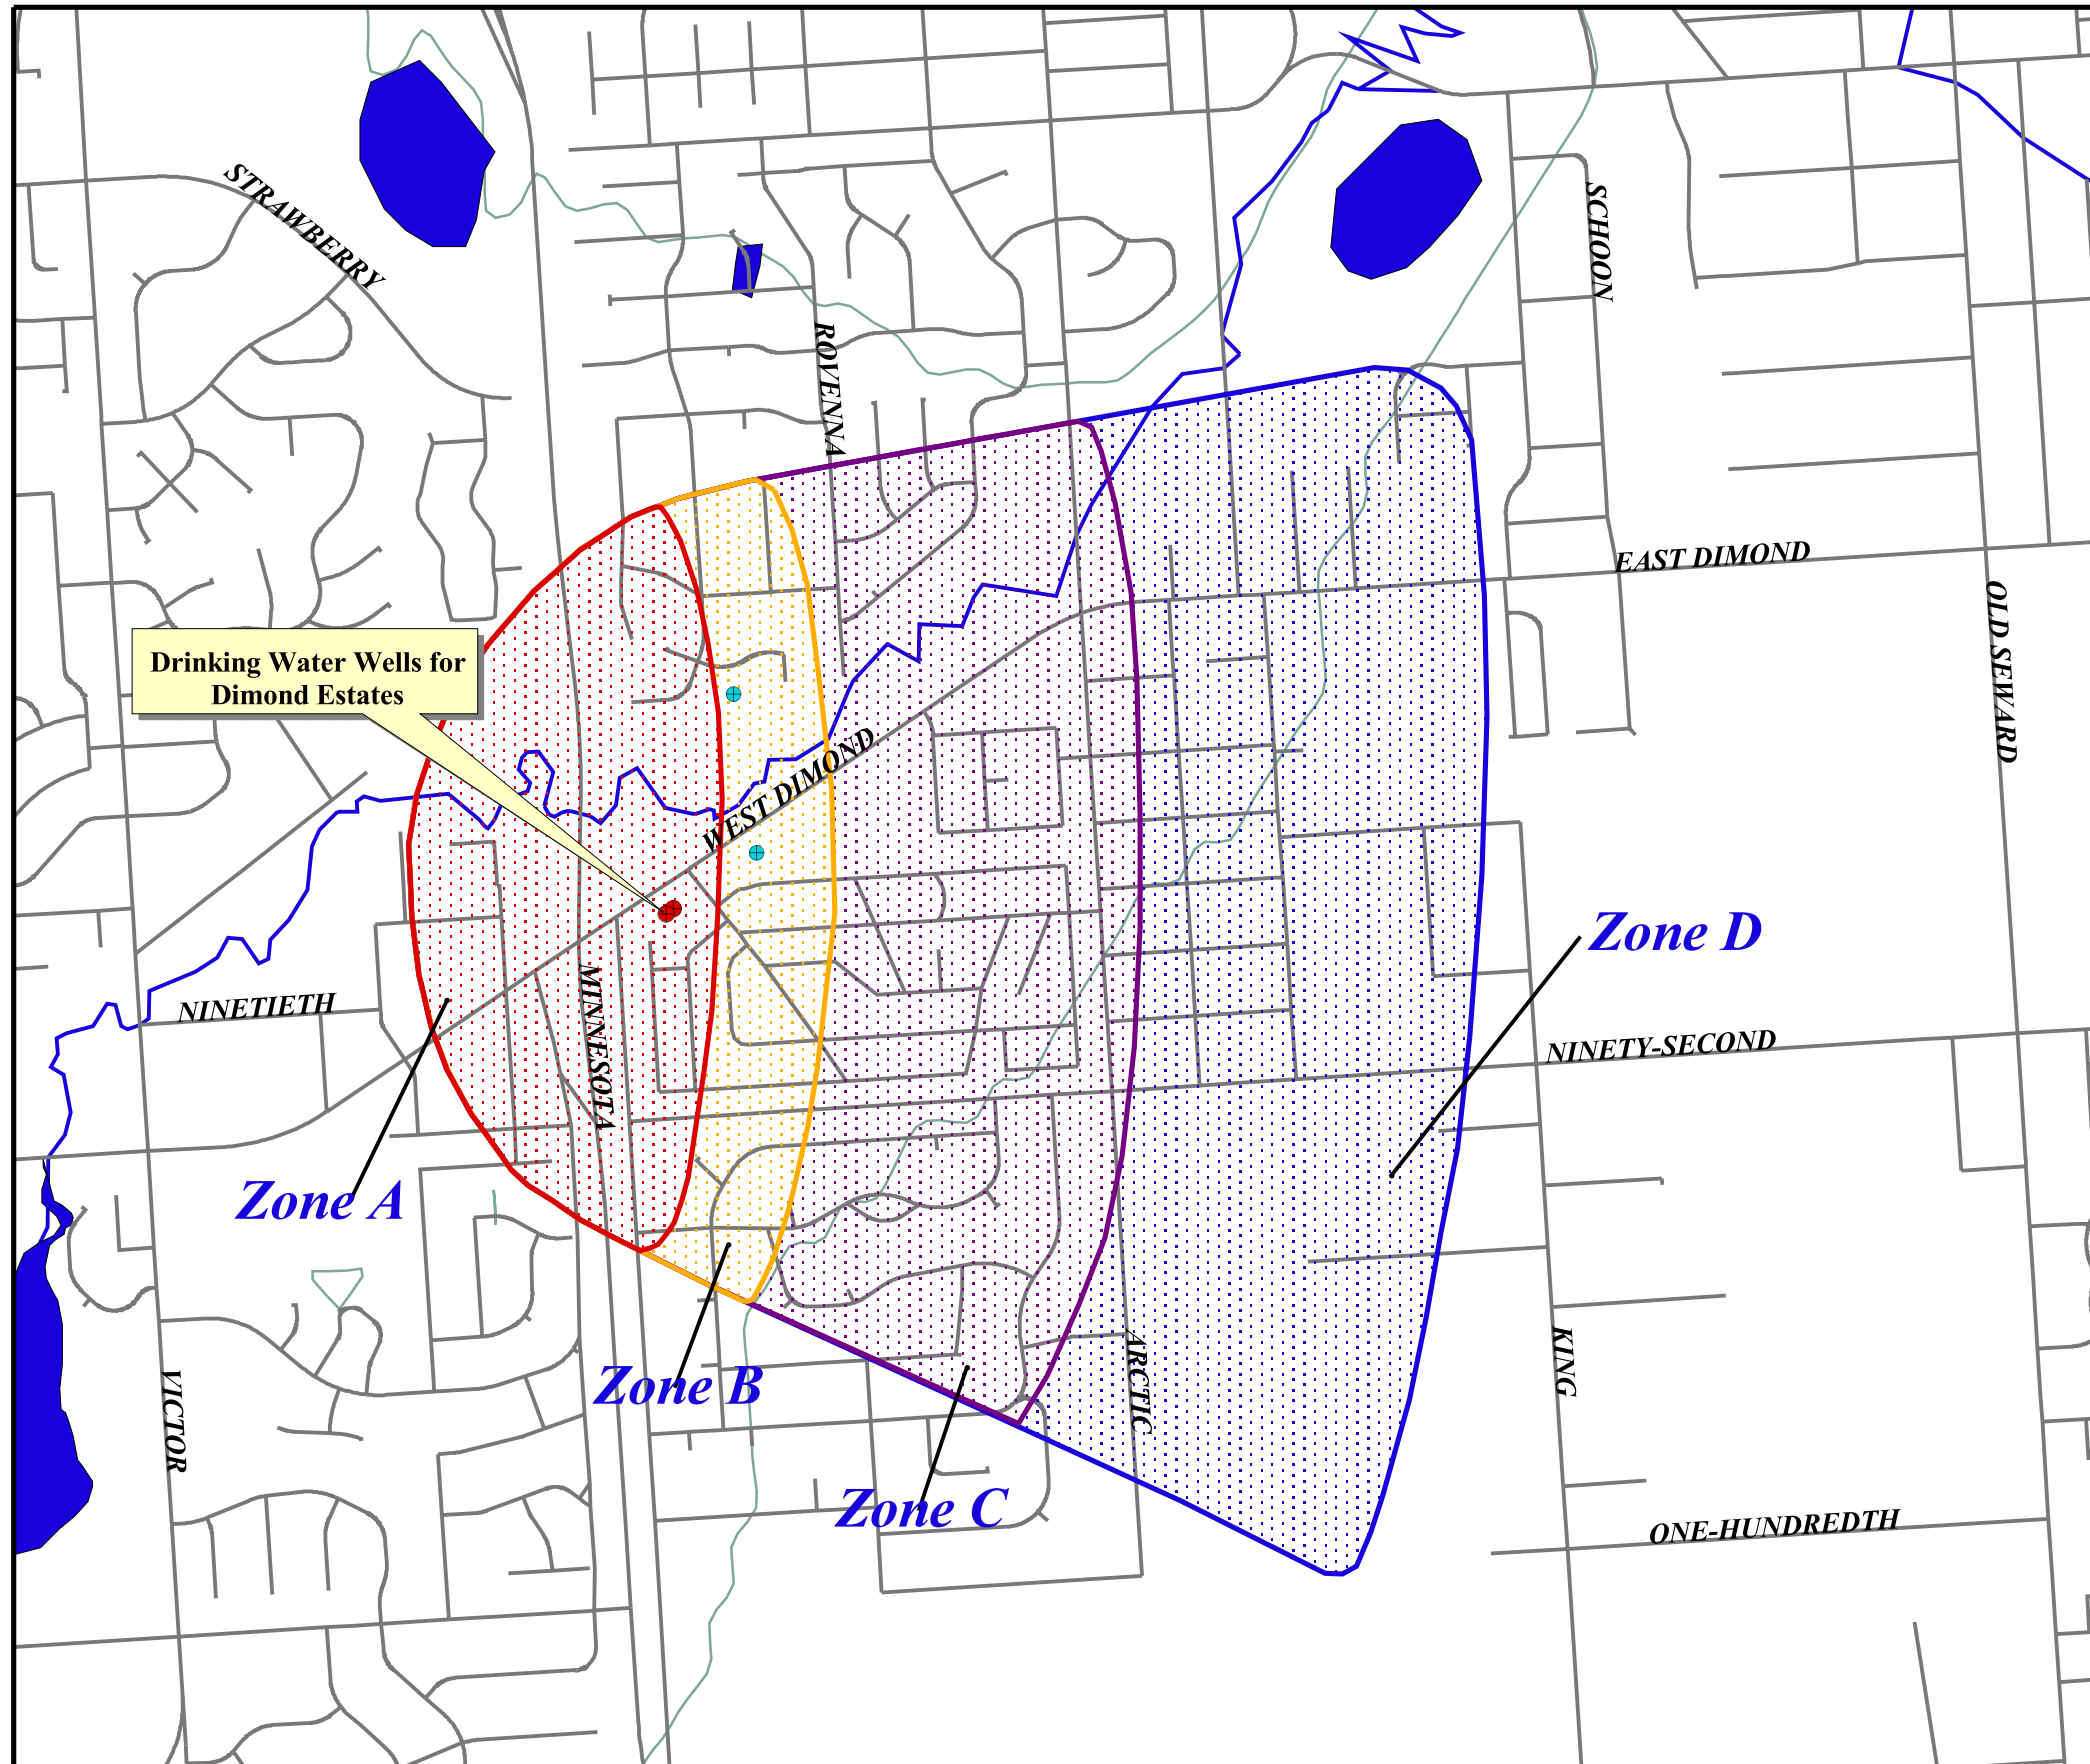 STRAWBERRY
SCHOON
ROVENNA
EAST DIMOND
OLD SEWARD
Drinking Water Wells for
Dimond Estates
WEST DIMOND
Zone D
MINNESOTA
NINETIETH
NINETY-SECOND
Zone A
KING
ARCTIC
Zone B
VICTOR
Zone C
ONE-HUNDREDTH